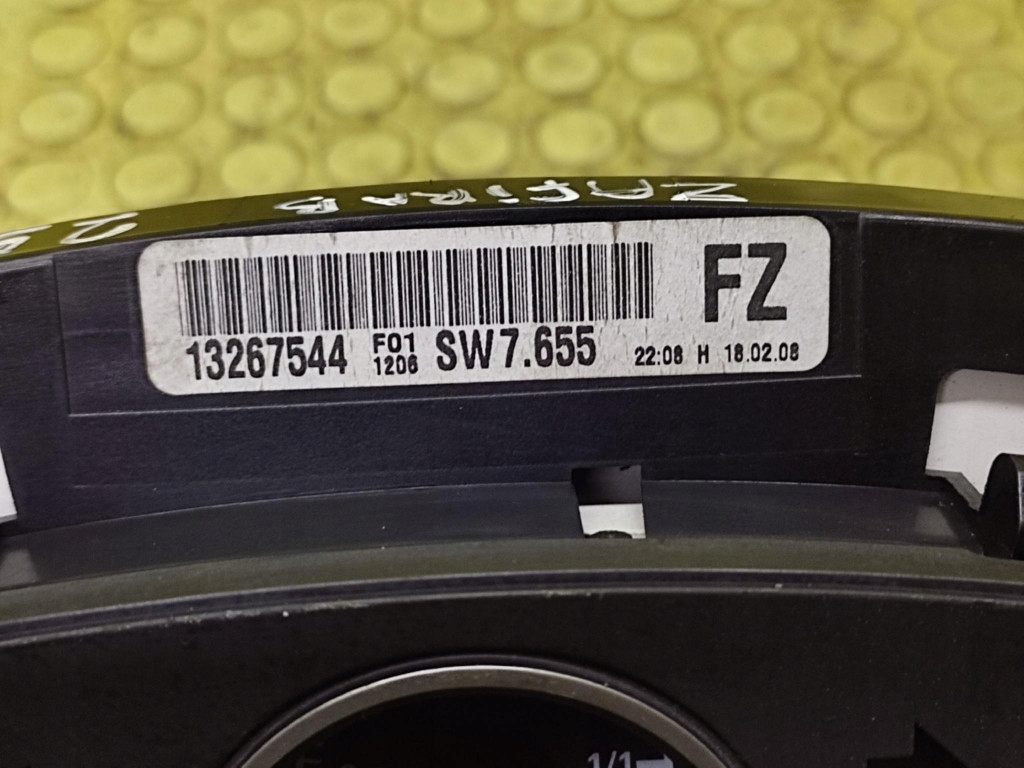 ZAFIRA B
FZ
13267544 F01 1206 SW7.655 22:08 H 18.02.08
1/1